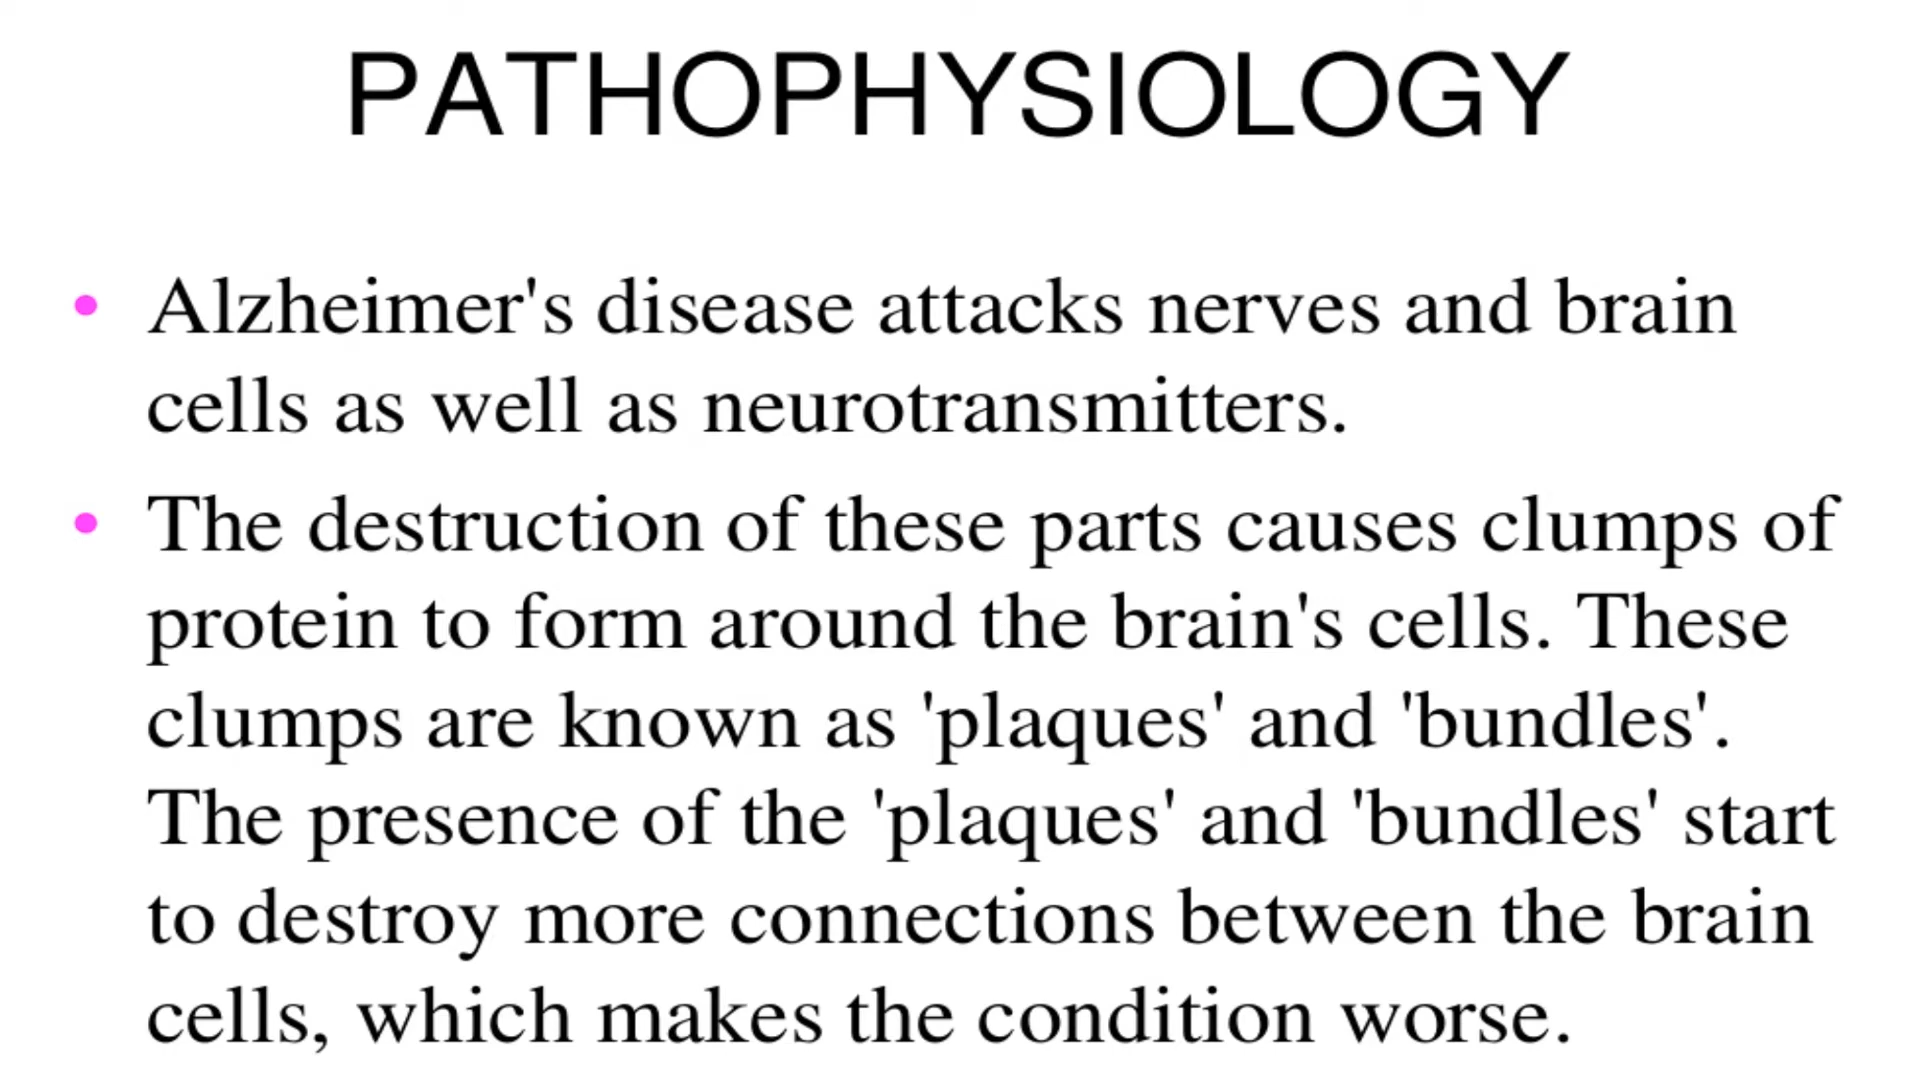 PATHOPHYSIOLOGY
• Alzheimer's disease attacks nerves and brain
cells as well as neurotransmitters.
• The destruction of these parts causes clumps of
protein to form around the brain's cells. These
clumps are known as 'plaques' and 'bundles'.
The presence of the 'plaques' and 'bundles' start
to destroy more connections between the brain
cells, which makes the condition worse.